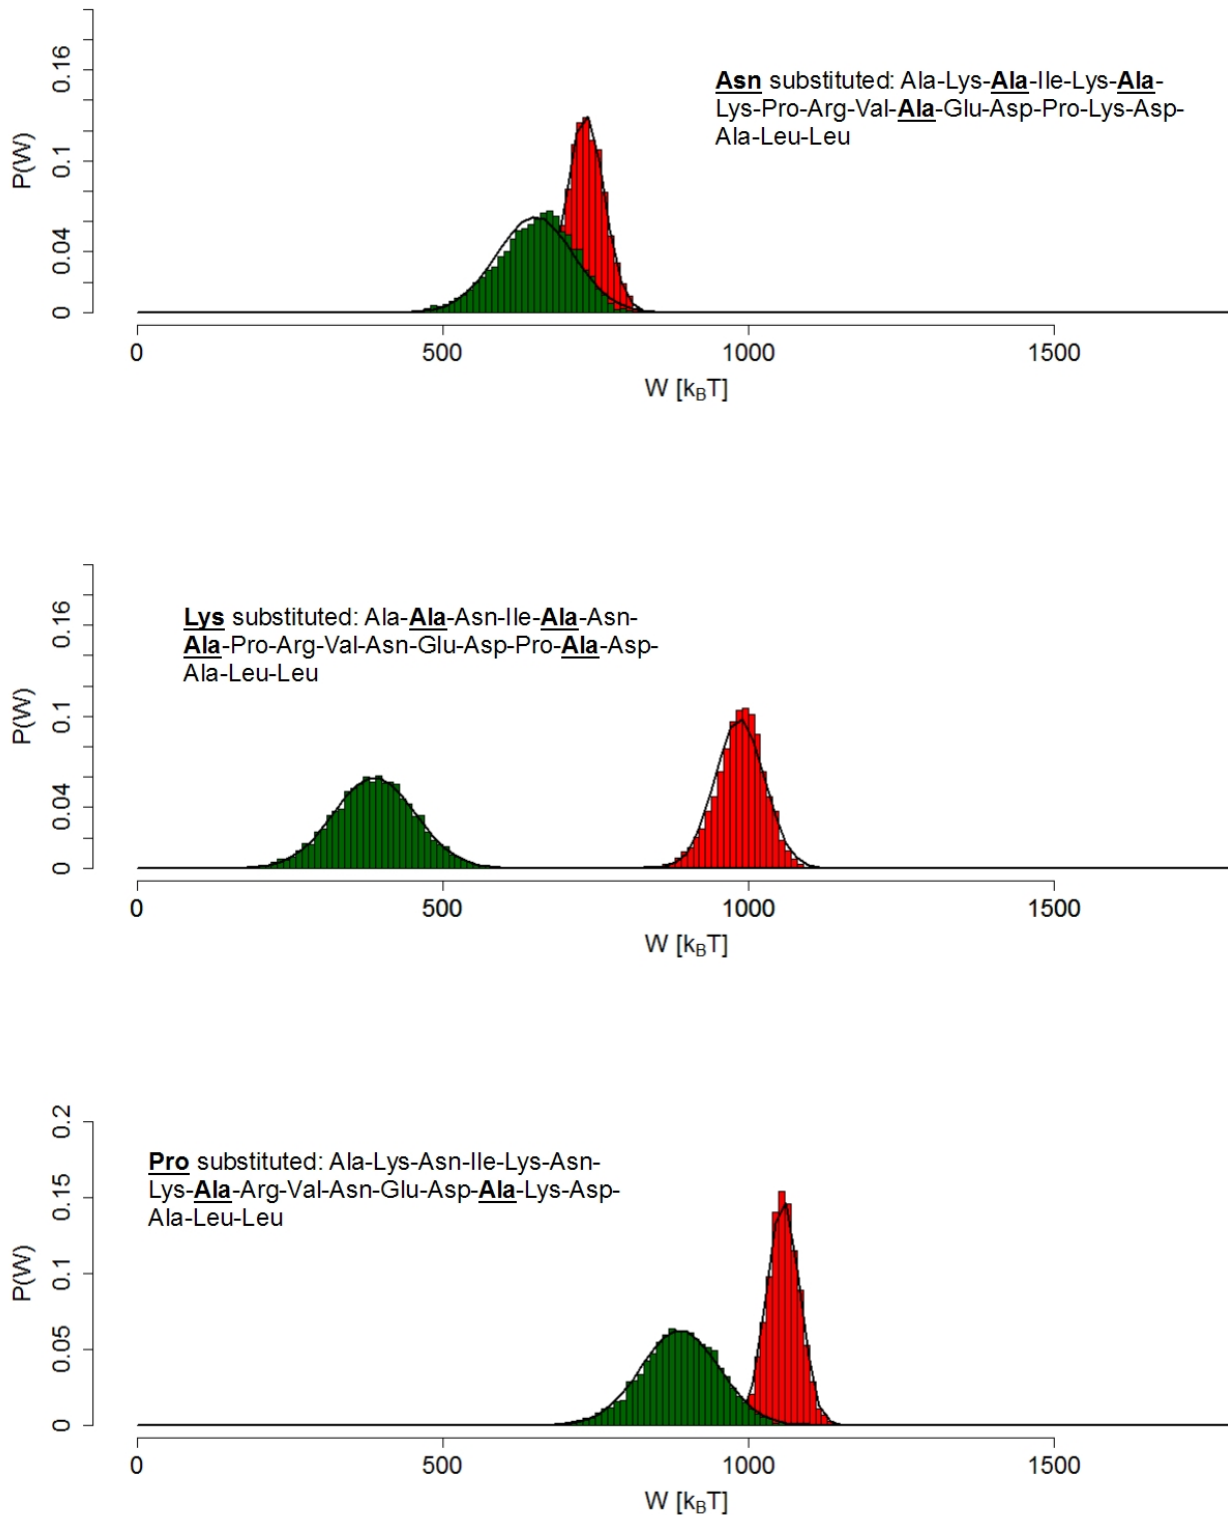 Asn substituted: Ala-Lys-Ala-Ile-Lys-Ala-
Lys-Pro-Arg-Val-Ala-Glu-Asp-Pro-Lys-Asp-
Ala-Leu-Leu
P(W)
0.16
0.1
0.04
0
0
500
1000
1500
W [kBT]
Lys substituted: Ala-Ala-Asn-Ile-Ala-Asn-
Ala-Pro-Arg-Val-Asn-Glu-Asp-Pro-Ala-Asp-
Ala-Leu-Leu
P(W)
0.16
0.1
0.04
0
0
500
1000
1500
W [kBT]
Pro substituted: Ala-Lys-Asn-Ile-Lys-Asn-
Lys-Ala-Arg-Val-Asn-Glu-Asp-Ala-Lys-Asp-
Ala-Leu-Leu
P(W)
0.2
0.15
0.1
0.05
0
0
500
1000
1500
W [kBT]